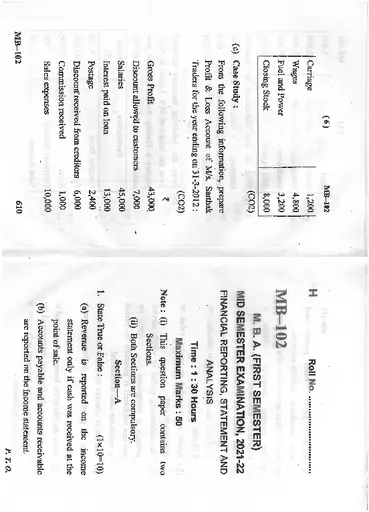 ( 6 )
MB–102
Carriage 1,200
Wages 4,800
Fuel and Power 3,200
Closing Stock 8,000
(CO2)
(c) Case Study :
From the following information, prepare
Profit & Loss Account of M/s. Sarthak
Traders for the year ending on 31-3-2012 :
(CO2)
₹
Gross Profit 43,000
Discount allowed to customers 7,000
Salaries 45,000
Interest paid on loan 13,000
Postage 2,400
Discount received from creditors 6,000
Commission received 1,000
Sales expenses 10,000
MB–102
610
H
Roll No. ..............................
MB–102
M. B. A. (FIRST SEMESTER)
MID SEMESTER EXAMINATION, 2021-22
FINANCIAL REPORTING, STATEMENT AND
ANALYSIS
Time : 1 : 30 Hours
Maximum Marks : 50
Note : (i) This question paper contains two
Sections.
(ii) Both Sections are compulsory.
Section—A
1. State True or False : (1×10=10)
(a) Revenue is reported on the income
statement only if cash was received at the
point of sale.
(b) Accounts payable and accounts receivable
are reported on the income statement.
P. T. O.